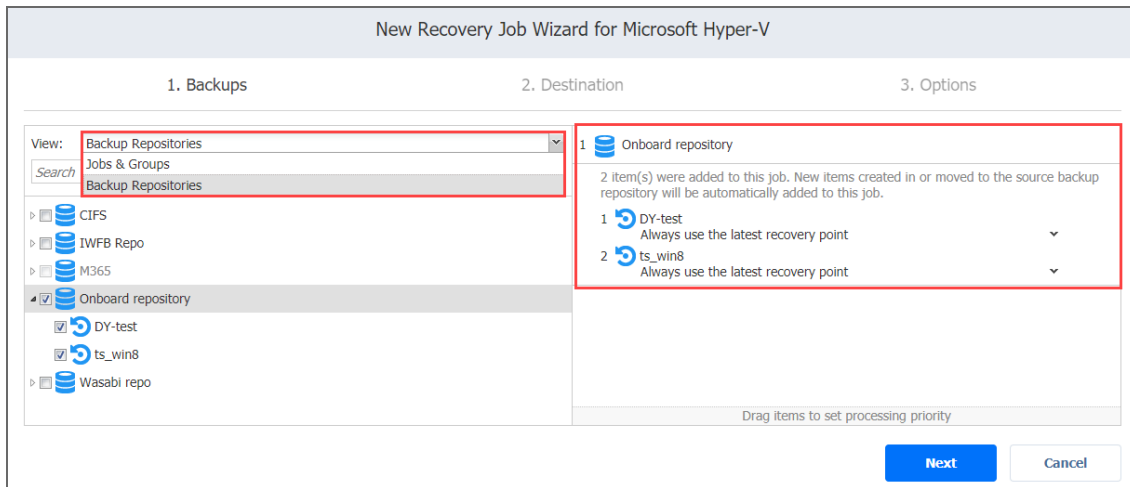 New Recovery Job Wizard for Microsoft Hyper-V
1. Backups
2. Destination
3. Options
View:
Backup Repositories
Search
Jobs & Groups
Backup Repositories
CIFS
IWFB Repo
M365
Onboard repository
DY-test
ts_win8
Wasabi repo
1 Onboard repository
2 item(s) were added to this job. New items created in or moved to the source backup
repository will be automatically added to this job.
1 DY-test
Always use the latest recovery point
2 ts_win8
Always use the latest recovery point
Drag items to set processing priority
Next
Cancel